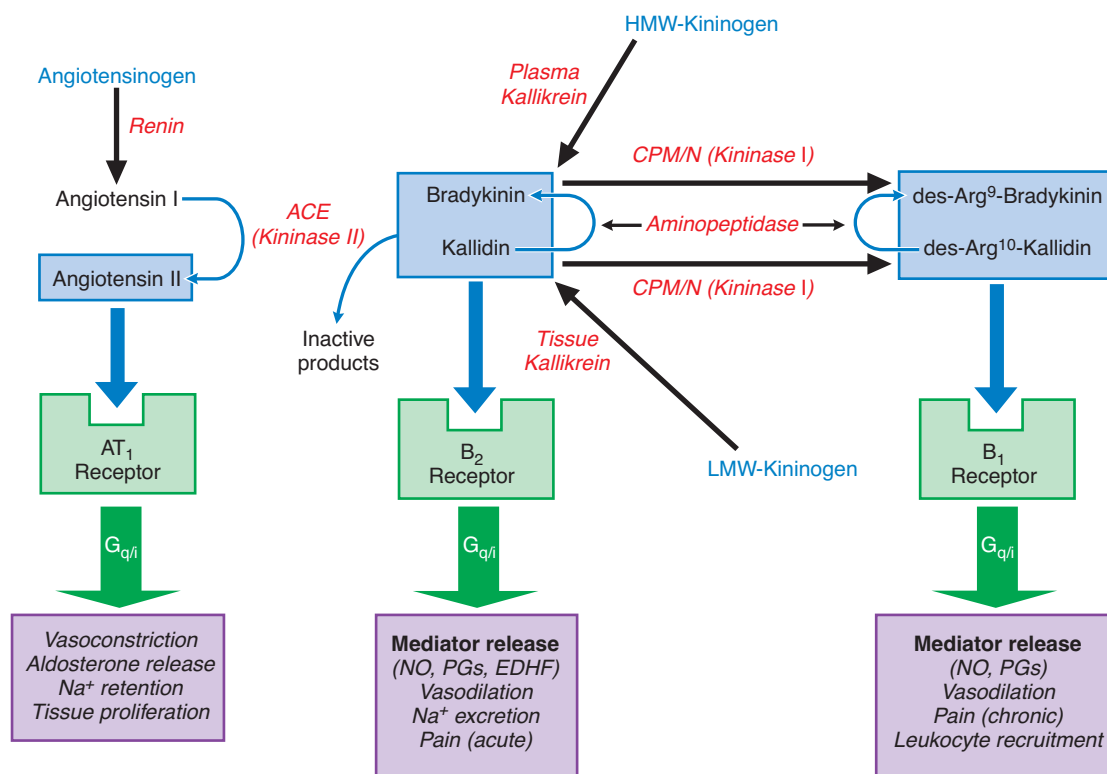 HMW-Kininogen
Angiotensinogen
Renin
Angiotensin I
ACE
(Kininase II)
Angiotensin II
Plasma
Kallikrein
CPM/N (Kininase I)
Bradykinin
Kallidin
Aminopeptidase
des-Arg⁹-Bradykinin
des-Arg¹⁰-Kallidin
CPM/N (Kininase I)
Inactive
products
Tissue
Kallikrein
LMW-Kininogen
AT₁
Receptor
B₂
Receptor
B₁
Receptor
Gq/i
Gq/i
Gq/i
Vasoconstriction
Aldosterone release
Na⁺ retention
Tissue proliferation
Mediator release
(NO, PGs, EDHF)
Vasodilation
Na⁺ excretion
Pain (acute)
Mediator release
(NO, PGs)
Vasodilation
Pain (chronic)
Leukocyte recruitment